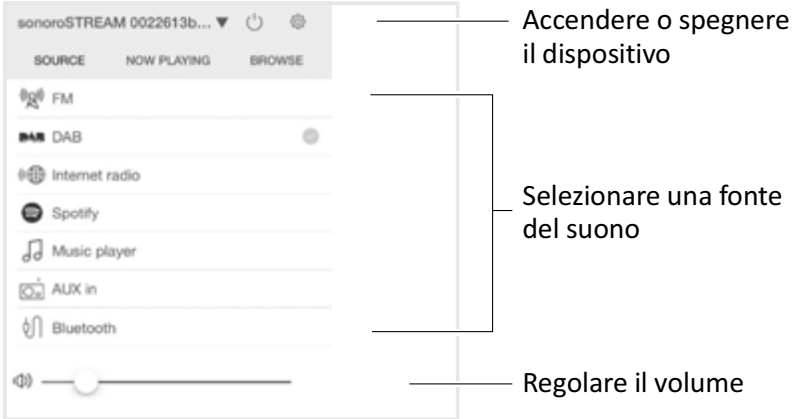 sonoroSTREAM 0022613b... ▼
SOURCE NOW PLAYING BROWSE
FM
DAB DAB
Internet radio
Spotify
Music player
AUX in
Bluetooth
Accendere o spegnere
il dispositivo
Selezionare una fonte
del suono
Regolare il volume